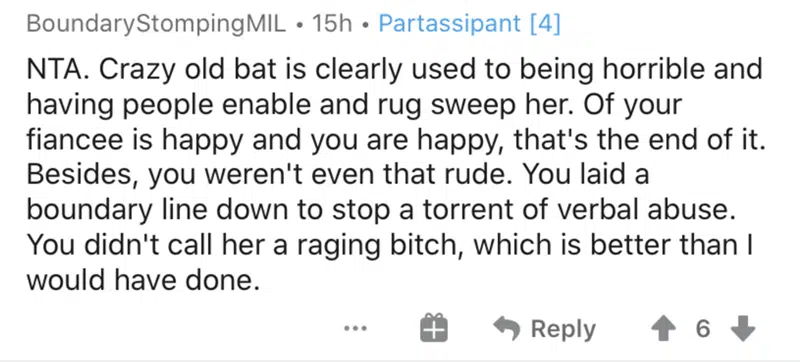 BoundaryStompingMIL • 15h • Partassipant [4]
NTA. Crazy old bat is clearly used to being horrible and
having people enable and rug sweep her. Of your
fiancee is happy and you are happy, that's the end of it.
Besides, you weren't even that rude. You laid a
boundary line down to stop a torrent of verbal abuse.
You didn't call her a raging bitch, which is better than I
would have done.
Reply 6